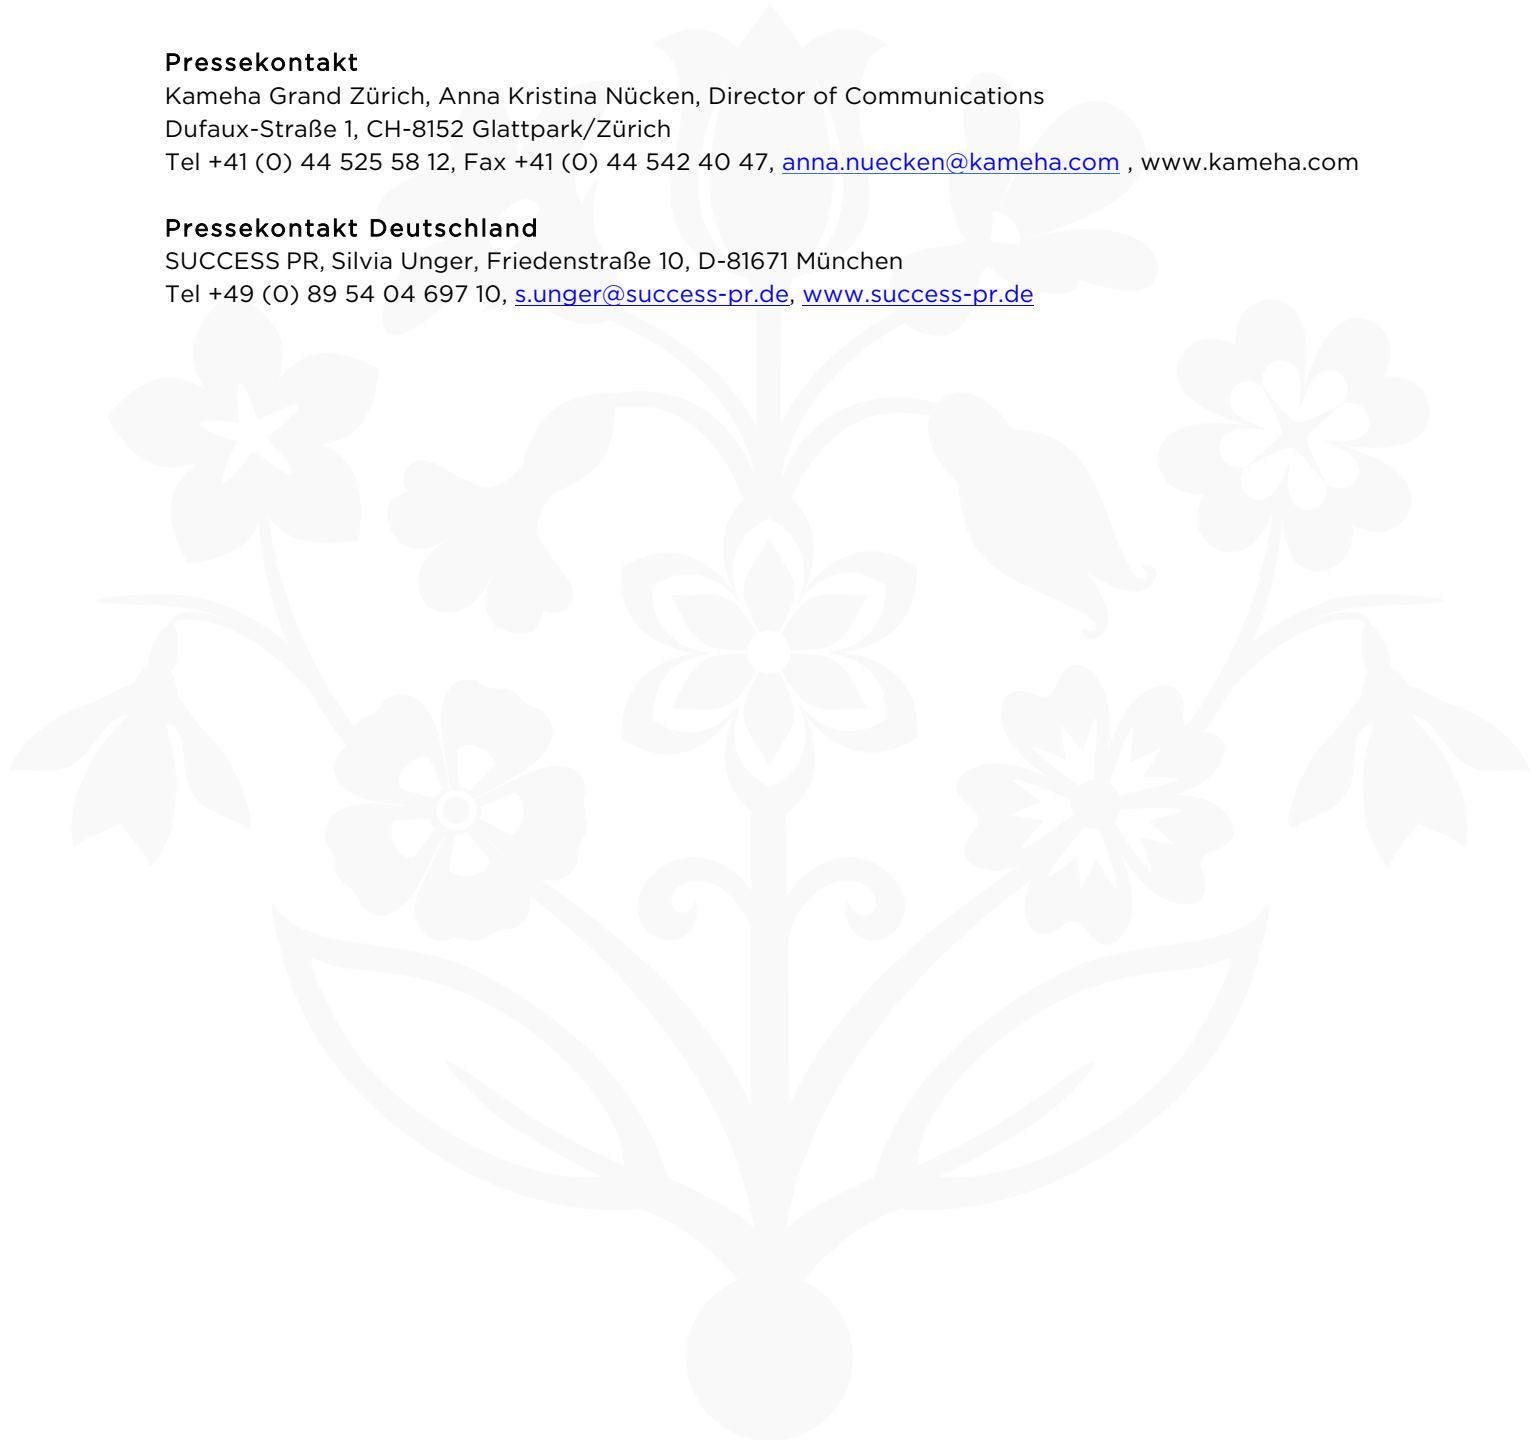 Pressekontakt
Kameha Grand Zürich, Anna Kristina Nücken, Director of Communications
Dufaux-Straße 1, CH-8152 Glattpark/Zürich
Tel +41 (0) 44 525 58 12, Fax +41 (0) 44 542 40 47, anna.nuecken@kameha.com , www.kameha.com
Pressekontakt Deutschland
SUCCESS PR, Silvia Unger, Friedenstraße 10, D-81671 München
Tel +49 (0) 89 54 04 697 10, s.unger@success-pr.de, www.success-pr.de